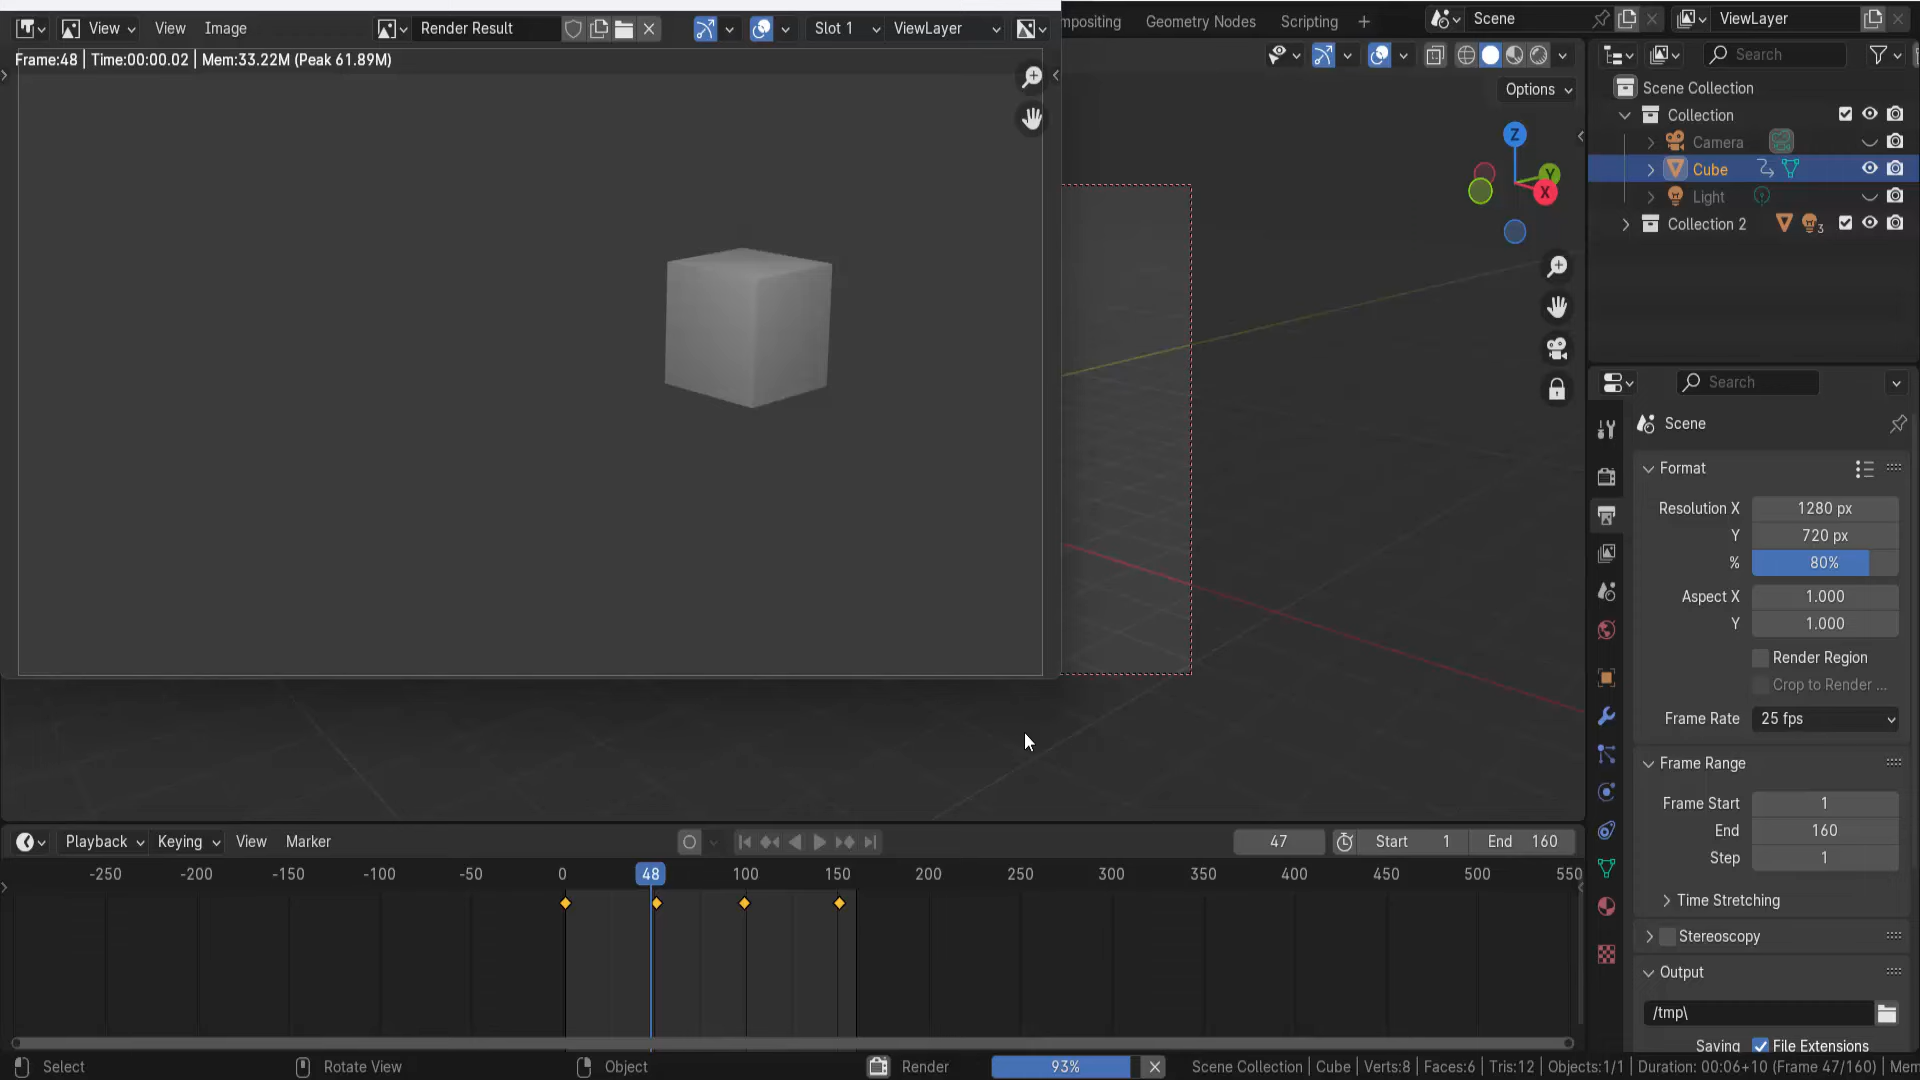 View View Image Render Result Slot 1 ViewLayer
mpositing Geometry Nodes Scripting + Scene ViewLayer
Frame:48 | Time:00:00.02 | Mem:33.22M (Peak 61.89M)
Search
Options
Scene Collection
Collection
Camera
Cube
Light
Collection 2 3
Z
Y
X
Search
Scene
Format
Resolution X 1280 px
Y 720 px
% 80%
Aspect X 1.000
Y 1.000
Render Region
Crop to Render ...
Frame Rate 25 fps
Frame Range
Frame Start 1
End 160
Step 1
Time Stretching
Stereoscopy
Output
/tmp\
Saving File Extensions
Playback Keying View Marker 47 Start 1 End 160
-250 -200 -150 -100 -50 0 48 100 150 200 250 300 350 400 450 500 550
Select Rotate View Object Render 93% Scene Collection | Cube | Verts:8 | Faces:6 | Tris:12 | Objects:1/1 | Duration: 00:06+10 (Frame 47/160) | Mem